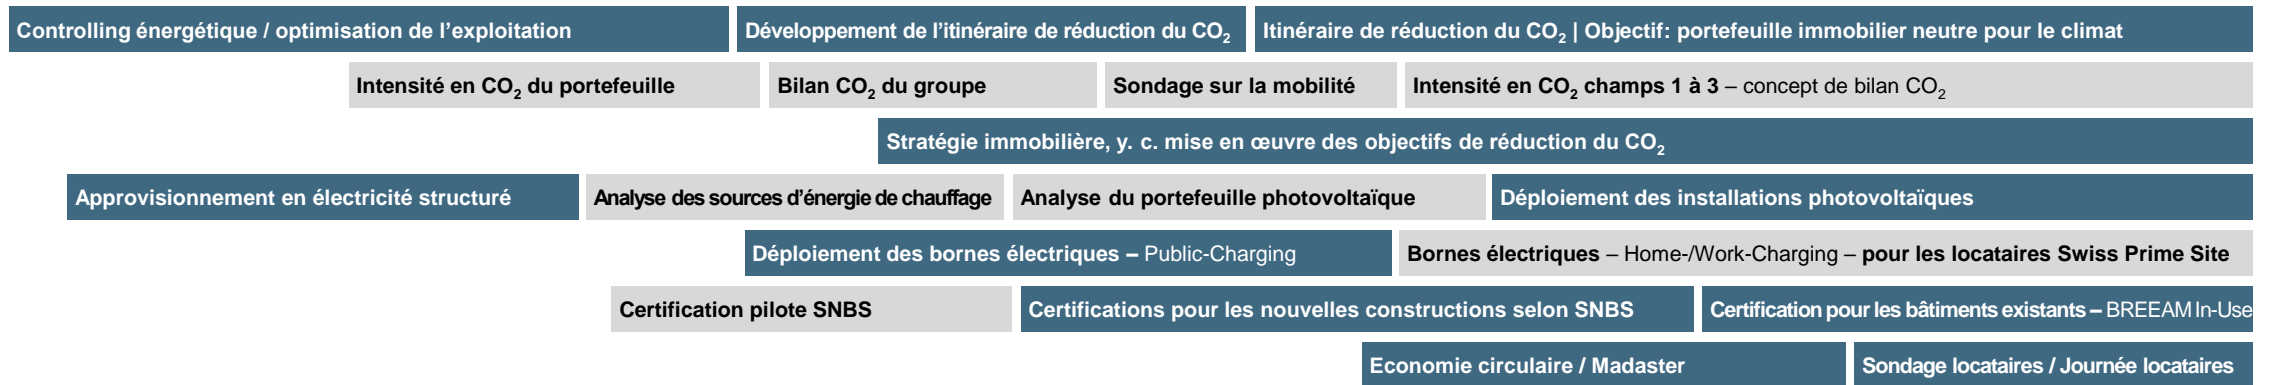 Controlling énergétique / optimisation de l’exploitation
Développement de l’itinéraire de réduction du CO₂
Itinéraire de réduction du CO₂ | Objectif: portefeuille immobilier neutre pour le climat
Intensité en CO₂ du portefeuille
Bilan CO₂ du groupe
Sondage sur la mobilité
Intensité en CO₂ champs 1 à 3 – concept de bilan CO₂
Stratégie immobilière, y. c. mise en œuvre des objectifs de réduction du CO₂
Approvisionnement en électricité structuré
Analyse des sources d’énergie de chauffage
Analyse du portefeuille photovoltaïque
Déploiement des installations photovoltaïques
Déploiement des bornes électriques – Public-Charging
Bornes électriques – Home-/Work-Charging – pour les locataires Swiss Prime Site
Certification pilote SNBS
Certifications pour les nouvelles constructions selon SNBS
Certification pour les bâtiments existants – BREEAM In-Use
Economie circulaire / Madaster
Sondage locataires / Journée locataires